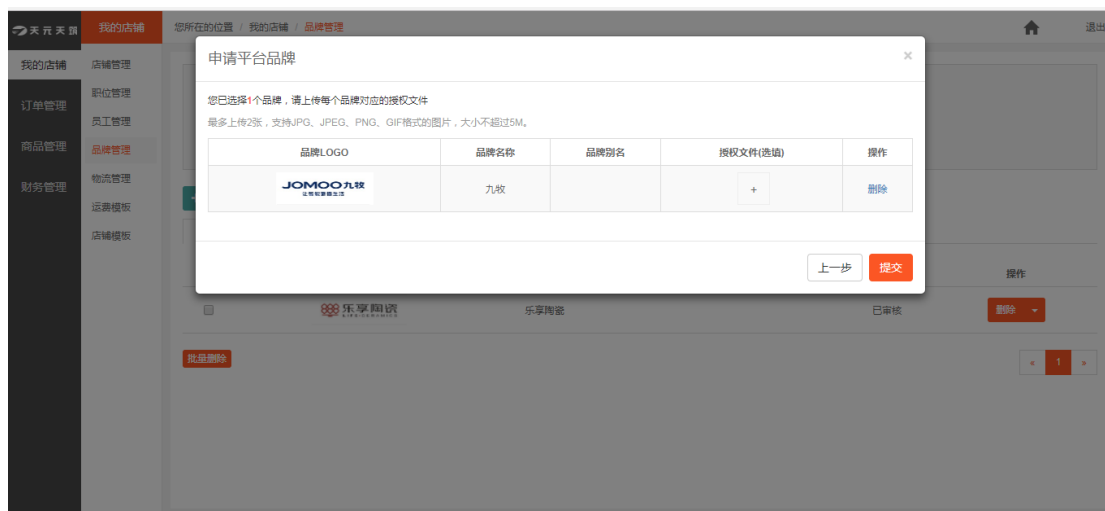 天元天琪
我的店铺
您所在的位置 / 我的店铺 / 品牌管理
退出
我的店铺
订单管理
商品管理
财务管理
店铺管理
职位管理
员工管理
品牌管理
物流管理
运费模板
店铺模板
申请平台品牌
×
您已选择1个品牌，请上传每个品牌对应的授权文件
最多上传2张，支持JPG、JPEG、PNG、GIF格式的图片，大小不超过5M。
品牌LOGO 品牌名称 品牌别名 授权文件(选填) 操作
JOMOO九牧 九牧 + 删除
上一步 提交
操作
乐享陶瓷 乐享陶瓷 已审核 删除
批量删除
« 1 »